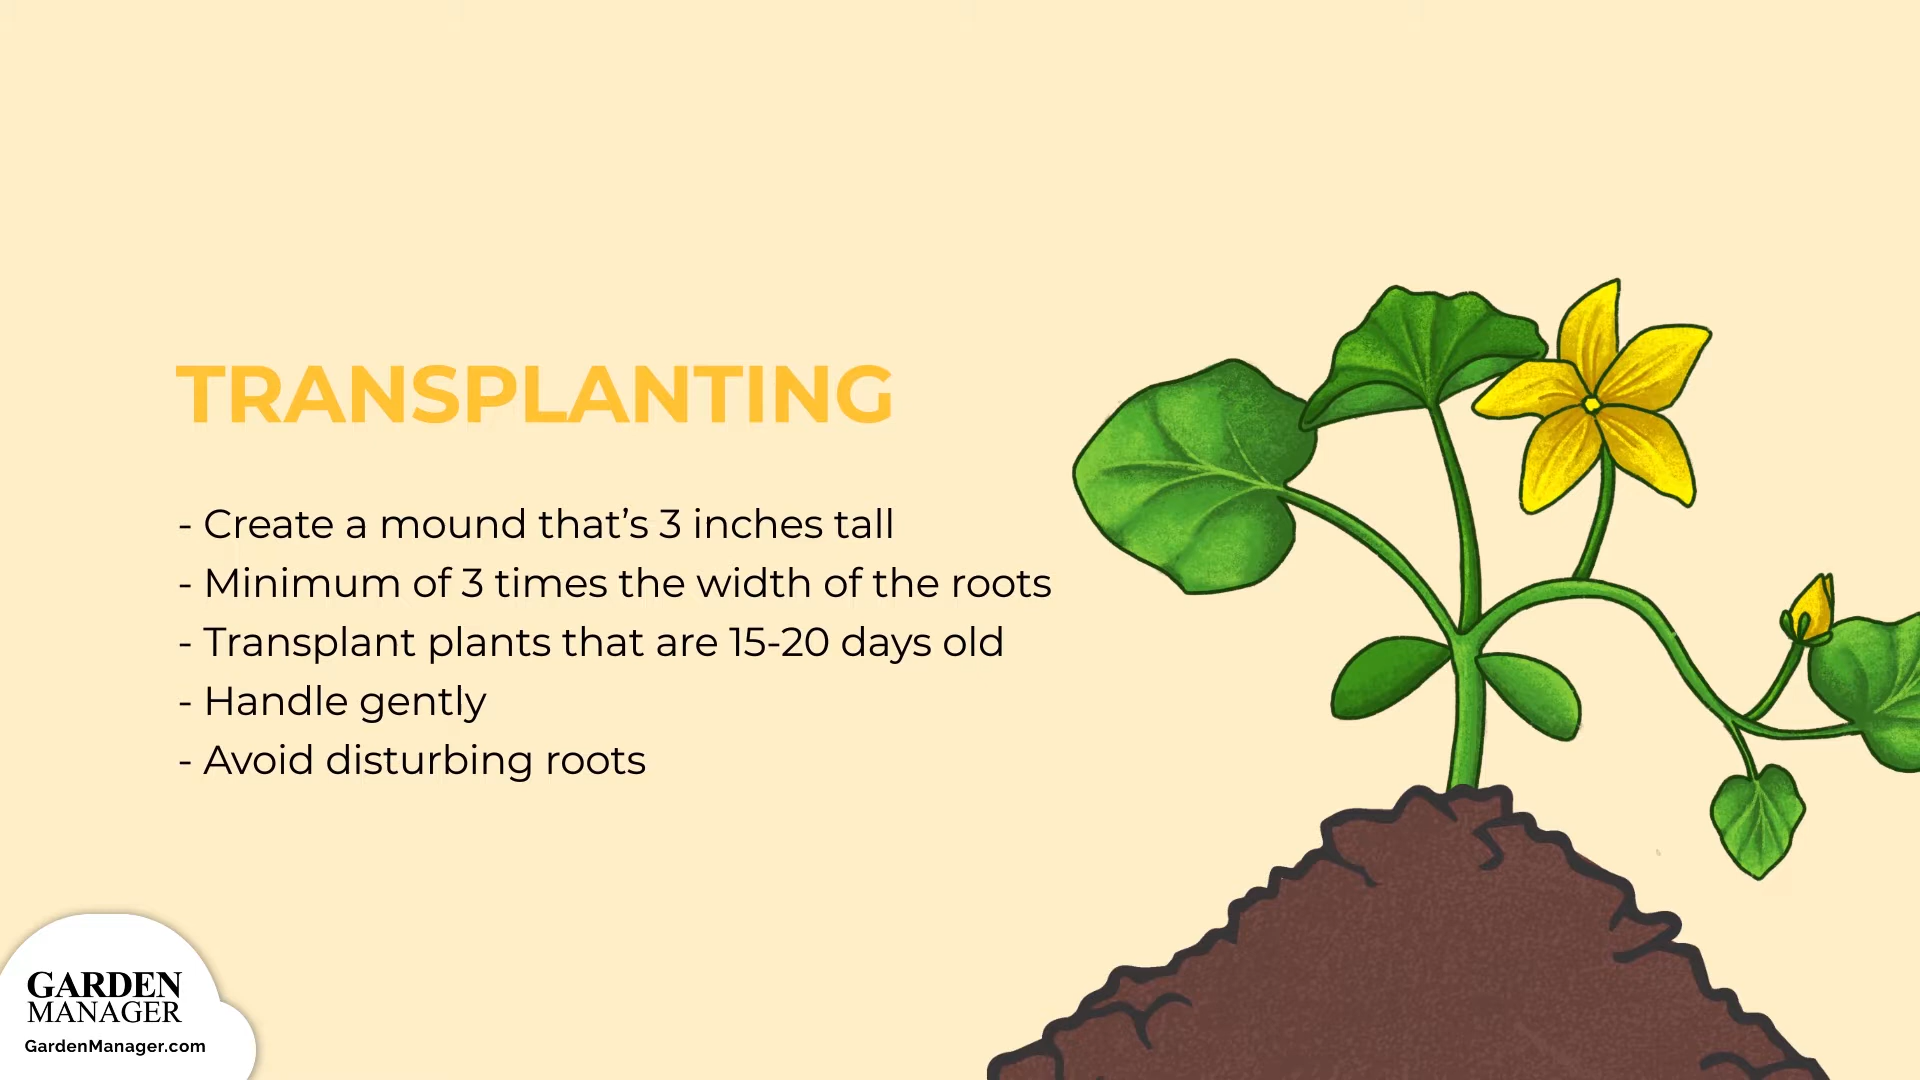 TRANSPLANTING
- Create a mound that’s 3 inches tall
- Minimum of 3 times the width of the roots
- Transplant plants that are 15-20 days old
- Handle gently
- Avoid disturbing roots
GARDEN
MANAGER
GardenManager.com